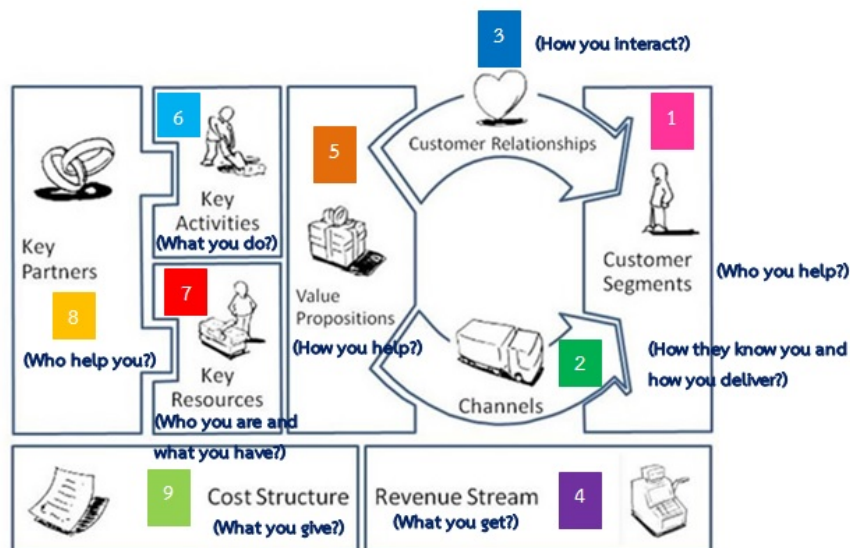 3
(How you interact?)
Customer Relationships
1
Customer
Segments
(Who you help?)
6
Key
Activities
(What you do?)
5
Value
Propositions
(How you help?)
Key
Partners
8
(Who help you?)
7
Key
Resources
(Who you are and
what you have?)
2
Channels
(How they know you and
how you deliver?)
9
Cost Structure
(What you give?)
Revenue Stream
4
(What you get?)